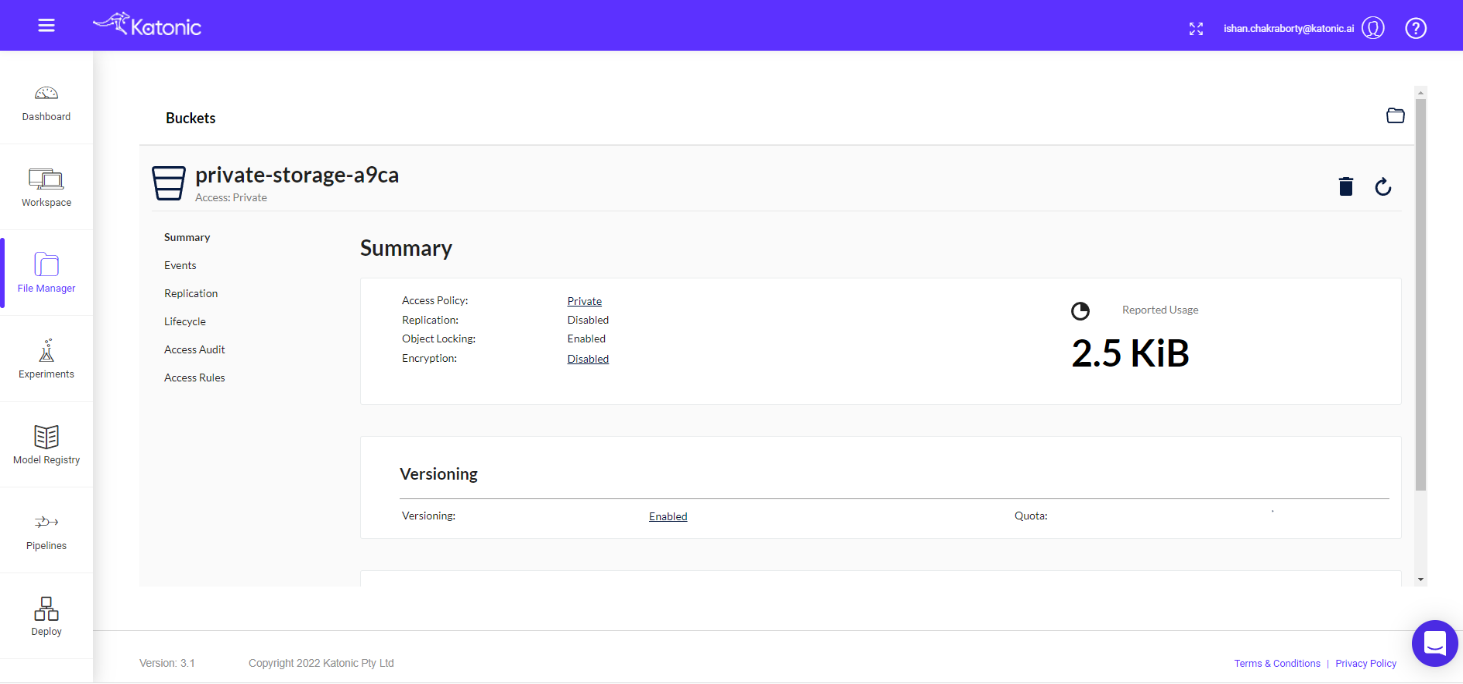 Katonic
ishan.chakraborty@katonic.ai
?
Dashboard
Workspace
File Manager
Experiments
Model Registry
Pipelines
Deploy
Buckets
private-storage-a9ca
Access: Private
Summary
Events
Replication
Lifecycle
Access Audit
Access Rules
Summary
Access Policy: Private
Replication: Disabled
Object Locking: Enabled
Encryption: Disabled
Reported Usage
2.5 KiB
Versioning
Versioning: Enabled Quota:
Version: 3.1 Copyright 2022 Katonic Pty Ltd Terms & Conditions | Privacy Policy